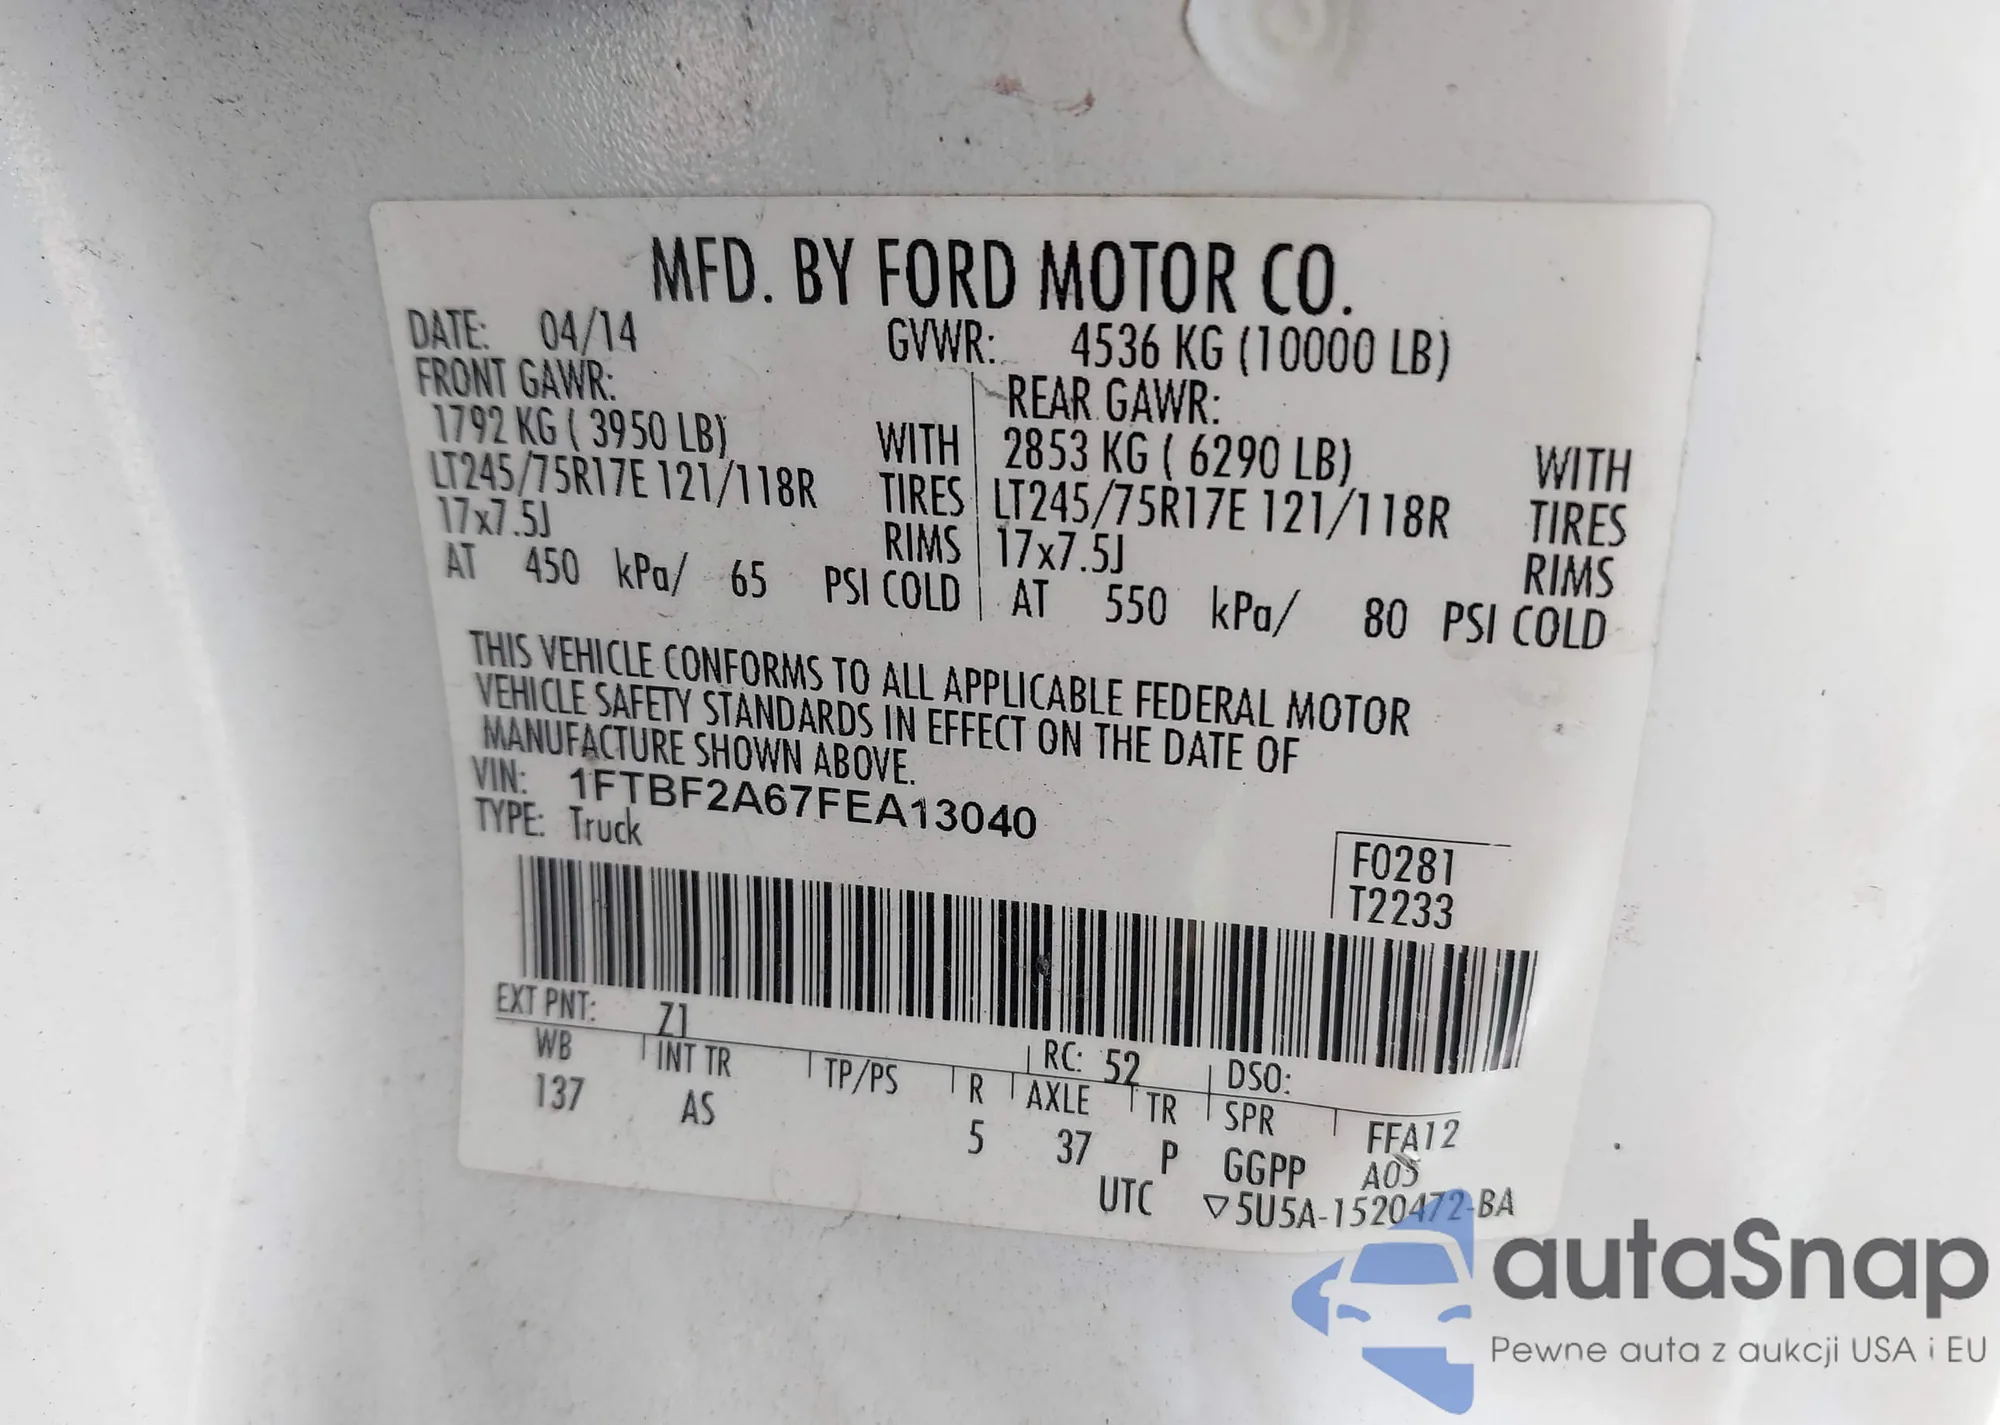 MFD. BY FORD MOTOR CO.
DATE: 04/14 GVWR: 4536 KG (10000 LB)
FRONT GAWR: REAR GAWR:
1792 KG ( 3950 LB) WITH 2853 KG ( 6290 LB) WITH
LT245/75R17E 121/118R TIRES LT245/75R17E 121/118R TIRES
17x7.5J RIMS 17x7.5J RIMS
AT 450 kPa/ 65 PSI COLD AT 550 kPa/ 80 PSI COLD
THIS VEHICLE CONFORMS TO ALL APPLICABLE FEDERAL MOTOR
VEHICLE SAFETY STANDARDS IN EFFECT ON THE DATE OF
MANUFACTURE SHOWN ABOVE.
VIN: 1FTBF2A67FEA13040
TYPE: Truck
F0281
T2233
EXT PNT: Z1 RC: 52 DSO:
WB INT TR TP/PS R AXLE TR SPR FFA12
137 AS 5 37 P GGPP A05
UTC ▽5U5A-1520472-BA
autaSnap
Pewne auta z aukcji USA i EU